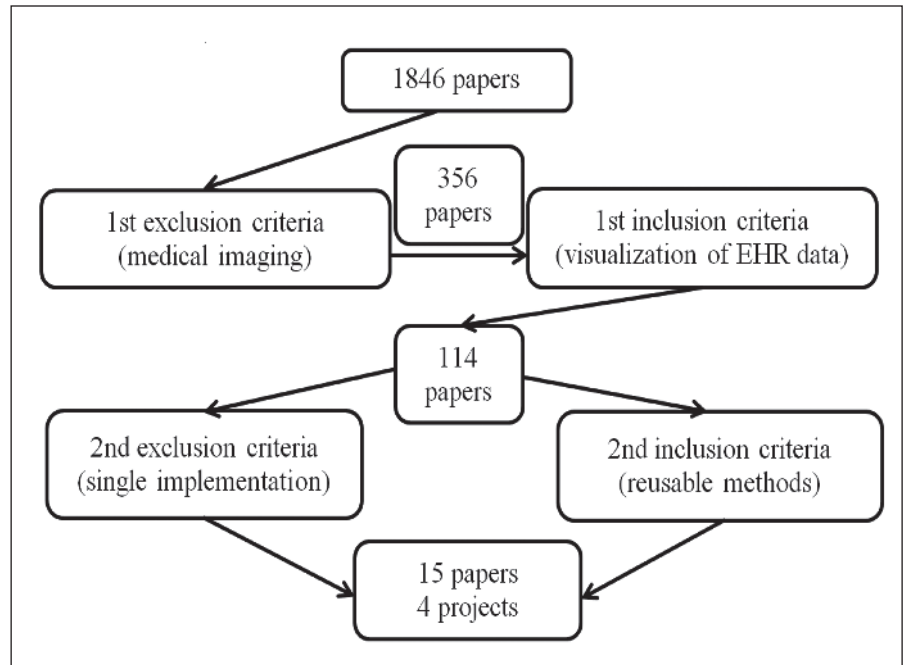 1846 papers
356
papers
1st exclusion criteria
(medical imaging)
1st inclusion criteria
(visualization of EHR data)
114
papers
2nd exclusion criteria
(single implementation)
2nd inclusion criteria
(reusable methods)
15 papers
4 projects